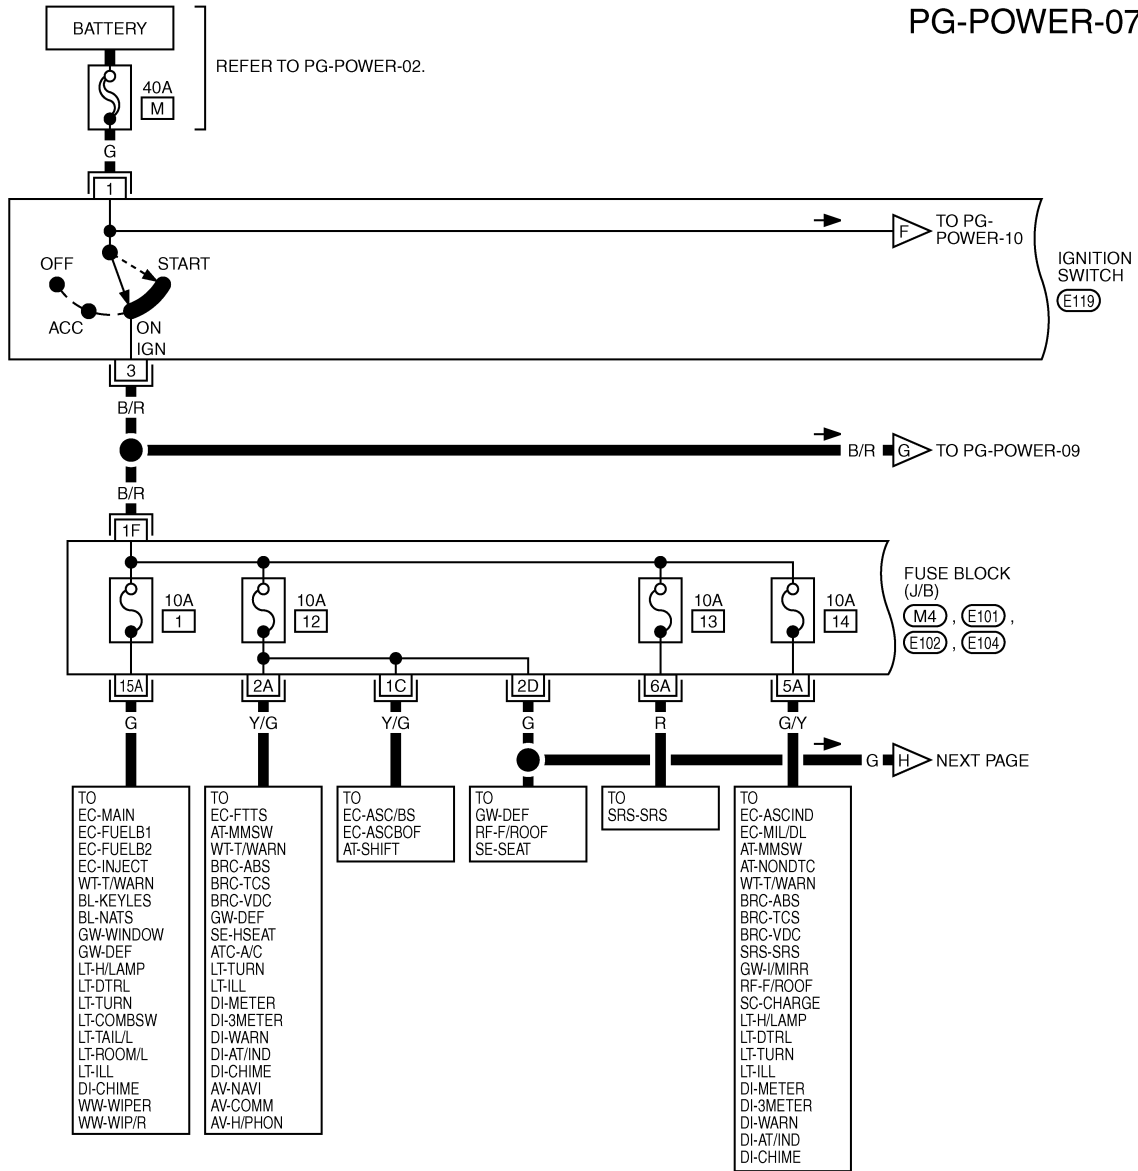 PG-POWER-07
BATTERY
REFER TO PG-POWER-02.
40A
M
G
1
F
TO PG-
POWER-10
OFF
START
ACC
ON
IGN
IGNITION
SWITCH
E119
3
B/R
B/R
G
TO PG-POWER-09
B/R
1F
FUSE BLOCK
(J/B)
M4 , E101 ,
E102 , E104
10A
1
10A
12
10A
13
10A
14
15A
2A
1C
2D
6A
5A
G
Y/G
Y/G
G
R
G/Y
G
H
NEXT PAGE
TO
EC-MAIN
EC-FUELB1
EC-FUELB2
EC-INJECT
WT-T/WARN
BL-KEYLES
BL-NATS
GW-WINDOW
GW-DEF
LT-H/LAMP
LT-DTRL
LT-TURN
LT-COMBSW
LT-TAIL/L
LT-ROOM/L
LT-ILL
DI-CHIME
WW-WIPER
WW-WIP/R
TO
EC-FTTS
AT-MMSW
WT-T/WARN
BRC-ABS
BRC-TCS
BRC-VDC
GW-DEF
SE-HSEAT
ATC-A/C
LT-TURN
LT-ILL
DI-METER
DI-3METER
DI-WARN
DI-AT/IND
DI-CHIME
AV-NAVI
AV-COMM
AV-H/PHON
TO
EC-ASC/BS
EC-ASCBOF
AT-SHIFT
TO
GW-DEF
RF-F/ROOF
SE-SEAT
TO
SRS-SRS
TO
EC-ASCIND
EC-MIL/DL
AT-MMSW
AT-NONDTC
WT-T/WARN
BRC-ABS
BRC-TCS
BRC-VDC
SRS-SRS
GW-I/MIRR
RF-F/ROOF
SC-CHARGE
LT-H/LAMP
LT-DTRL
LT-TURN
LT-ILL
DI-METER
DI-3METER
DI-WARN
DI-AT/IND
DI-CHIME